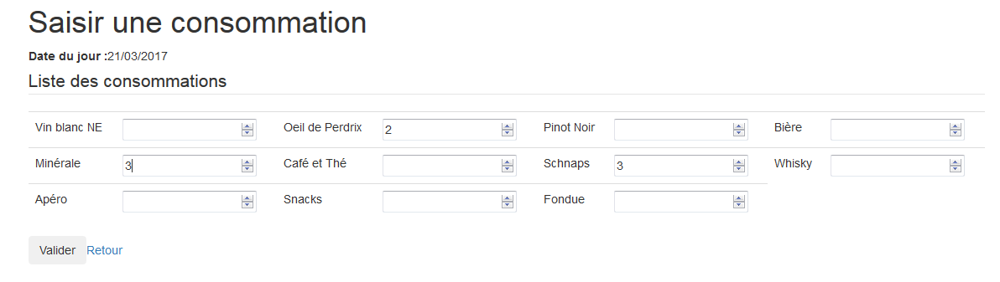 Saisir une consommation
Date du jour :21/03/2017
Liste des consommations
Vin blanc NE Oeil de Perdrix 2 Pinot Noir Bière
Minérale 3 Café et Thé Schnaps 3 Whisky
Apéro Snacks Fondue
Valider Retour